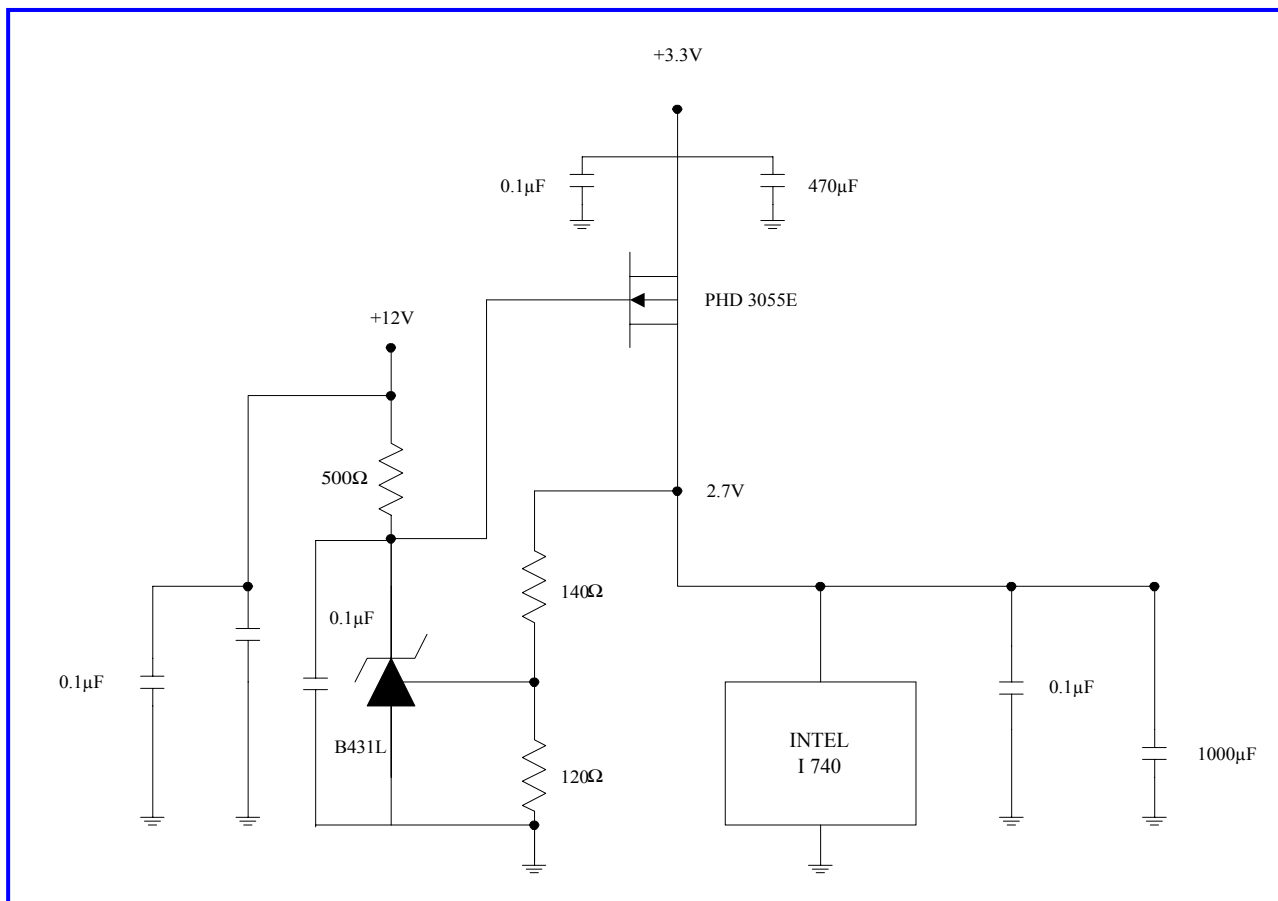 +3.3V
0.1µF
470µF
PHD 3055E
+12V
500Ω
2.7V
140Ω
0.1µF
0.1µF
0.1µF
B431L
INTEL
I 740
1000µF
120Ω